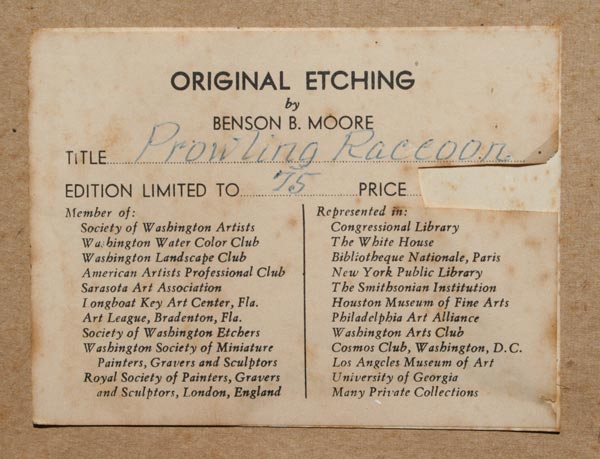 ORIGINAL ETCHING
by
BENSON B. MOORE
TITLE Prowling Raccoon
EDITION LIMITED TO 75 PRICE
Member of:
Society of Washington Artists
Washington Water Color Club
Washington Landscape Club
American Artists Professional Club
Sarasota Art Association
Longboat Key Art Center, Fla.
Art League, Bradenton, Fla.
Society of Washington Etchers
Washington Society of Miniature
Painters, Gravers and Sculptors
Royal Society of Painters, Gravers
and Sculptors, London, England
Represented in:
Congressional Library
The White House
Bibliotheque Nationale, Paris
New York Public Library
The Smithsonian Institution
Houston Museum of Fine Arts
Philadelphia Art Alliance
Washington Arts Club
Cosmos Club, Washington, D.C.
Los Angeles Museum of Art
University of Georgia
Many Private Collections